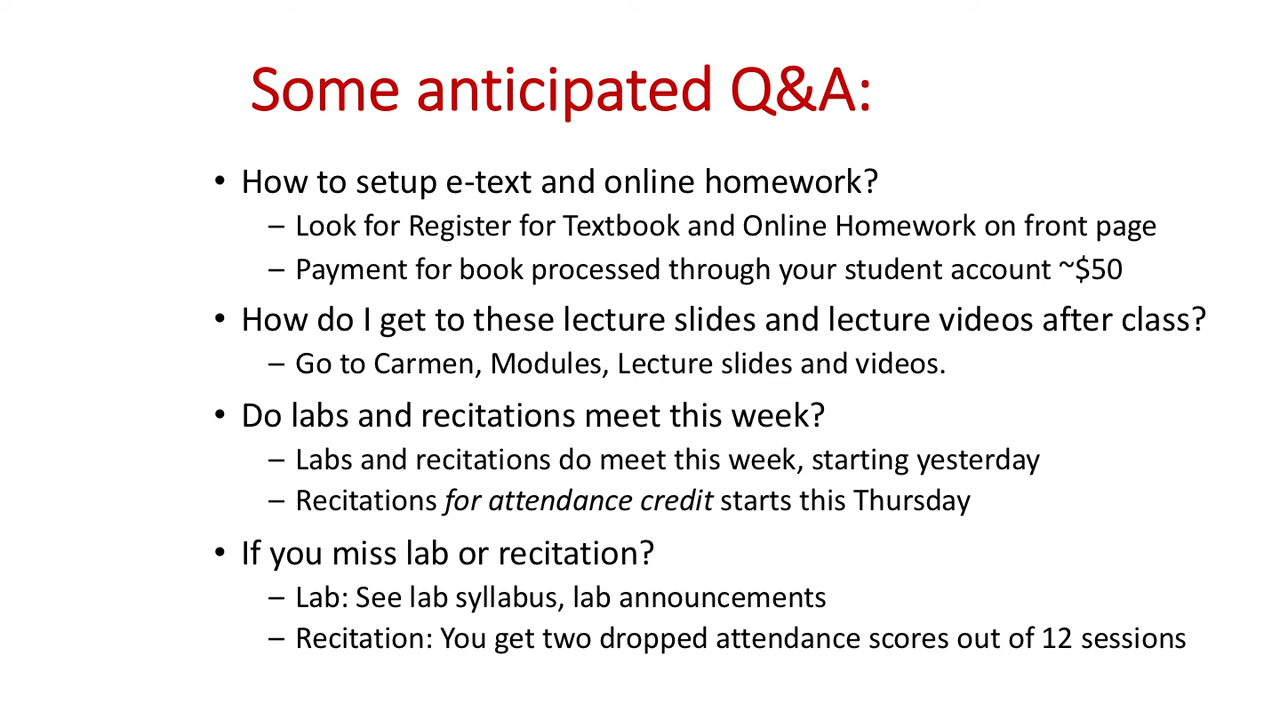 Some anticipated Q&A:
• How to setup e-text and online homework?
– Look for Register for Textbook and Online Homework on front page
– Payment for book processed through your student account ~$50
• How do I get to these lecture slides and lecture videos after class?
– Go to Carmen, Modules, Lecture slides and videos.
• Do labs and recitations meet this week?
– Labs and recitations do meet this week, starting yesterday
– Recitations for attendance credit starts this Thursday
• If you miss lab or recitation?
– Lab: See lab syllabus, lab announcements
– Recitation: You get two dropped attendance scores out of 12 sessions